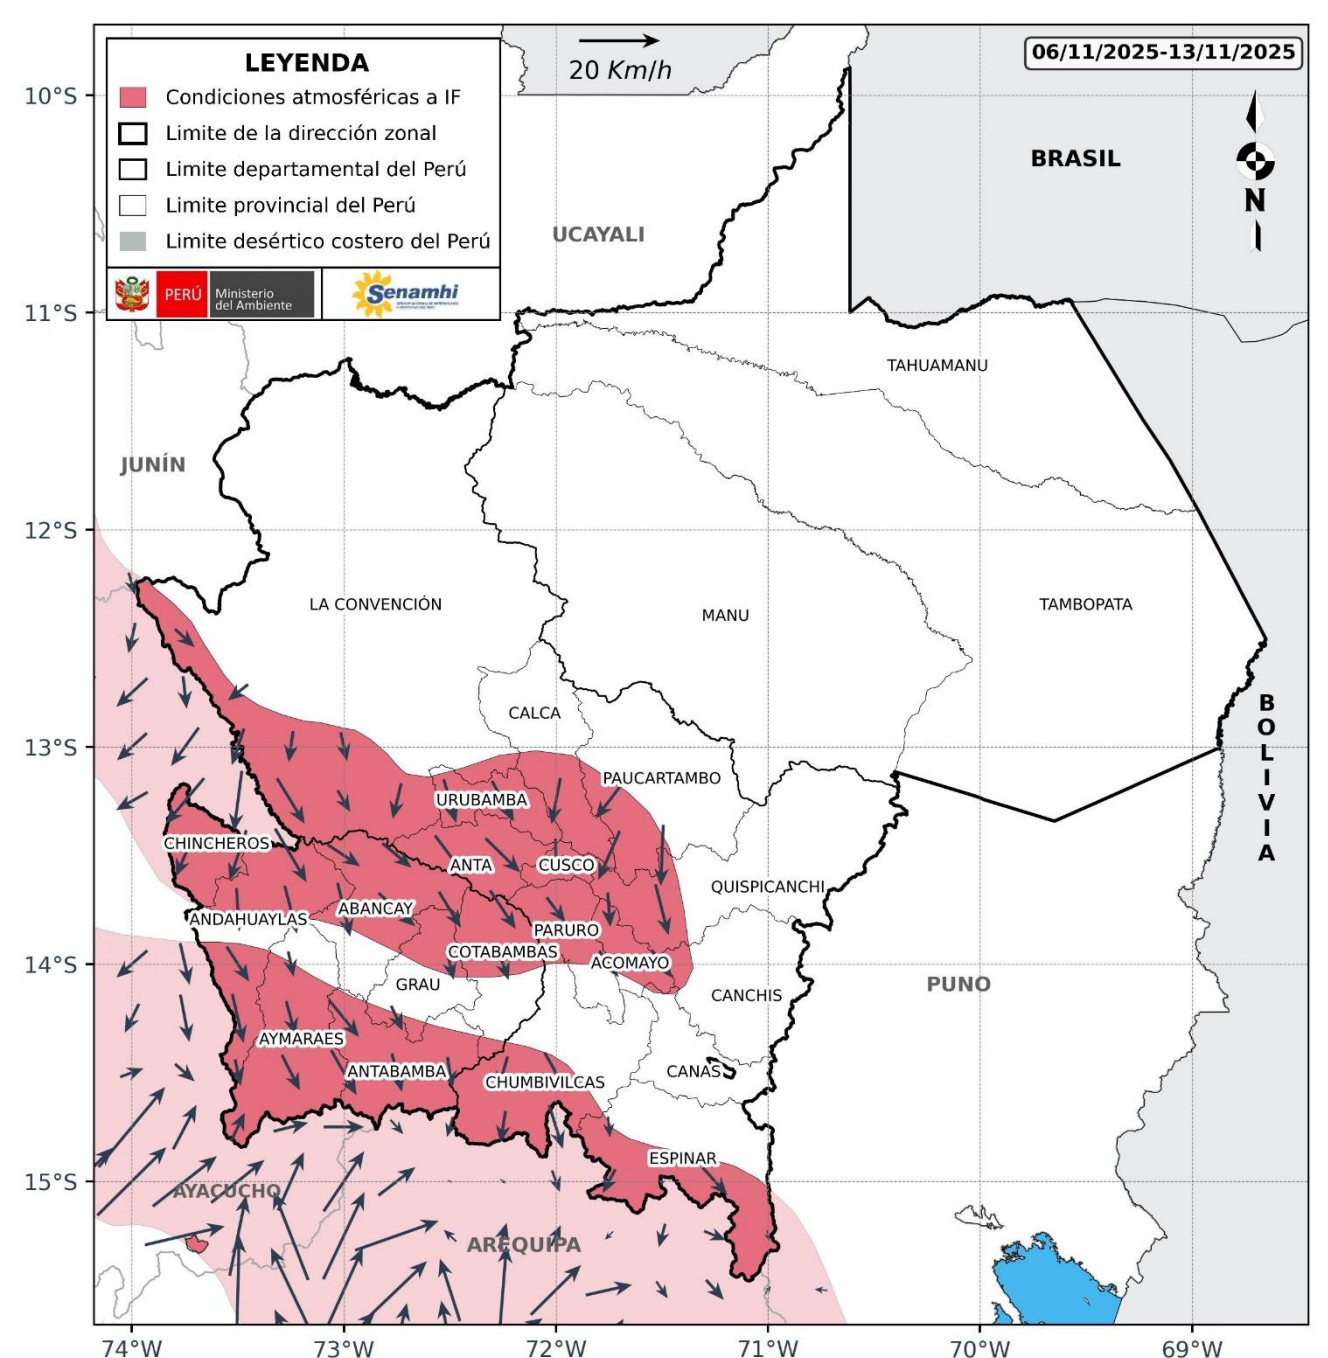 LEYENDA
Condiciones atmosféricas a IF
Limite de la dirección zonal
Limite departamental del Perú
Limite provincial del Perú
Limite desértico costero del Perú
PERÚ
Ministerio
del Ambiente
Senamhi
20 Km/h
06/11/2025-13/11/2025
N
BRASIL
BOLIVIA
UCAYALI
JUNÍN
PUNO
AYACUCHO
AREQUIPA
TAHUAMANU
LA CONVENCIÓN
MANU
TAMBOPATA
CALCA
PAUCARTAMBO
URUBAMBA
CHINCHEROS
ANTA
CUSCO
QUISPICANCHI
ABANCAY
ANDAHUAYLAS
PARURO
COTABAMBAS
ACOMAYO
GRAU
CANCHIS
AYMARAES
ANTABAMBA
CHUMBIVILCAS
CANAS
ESPINAR
10°S
11°S
12°S
13°S
14°S
15°S
74°W
73°W
72°W
71°W
70°W
69°W